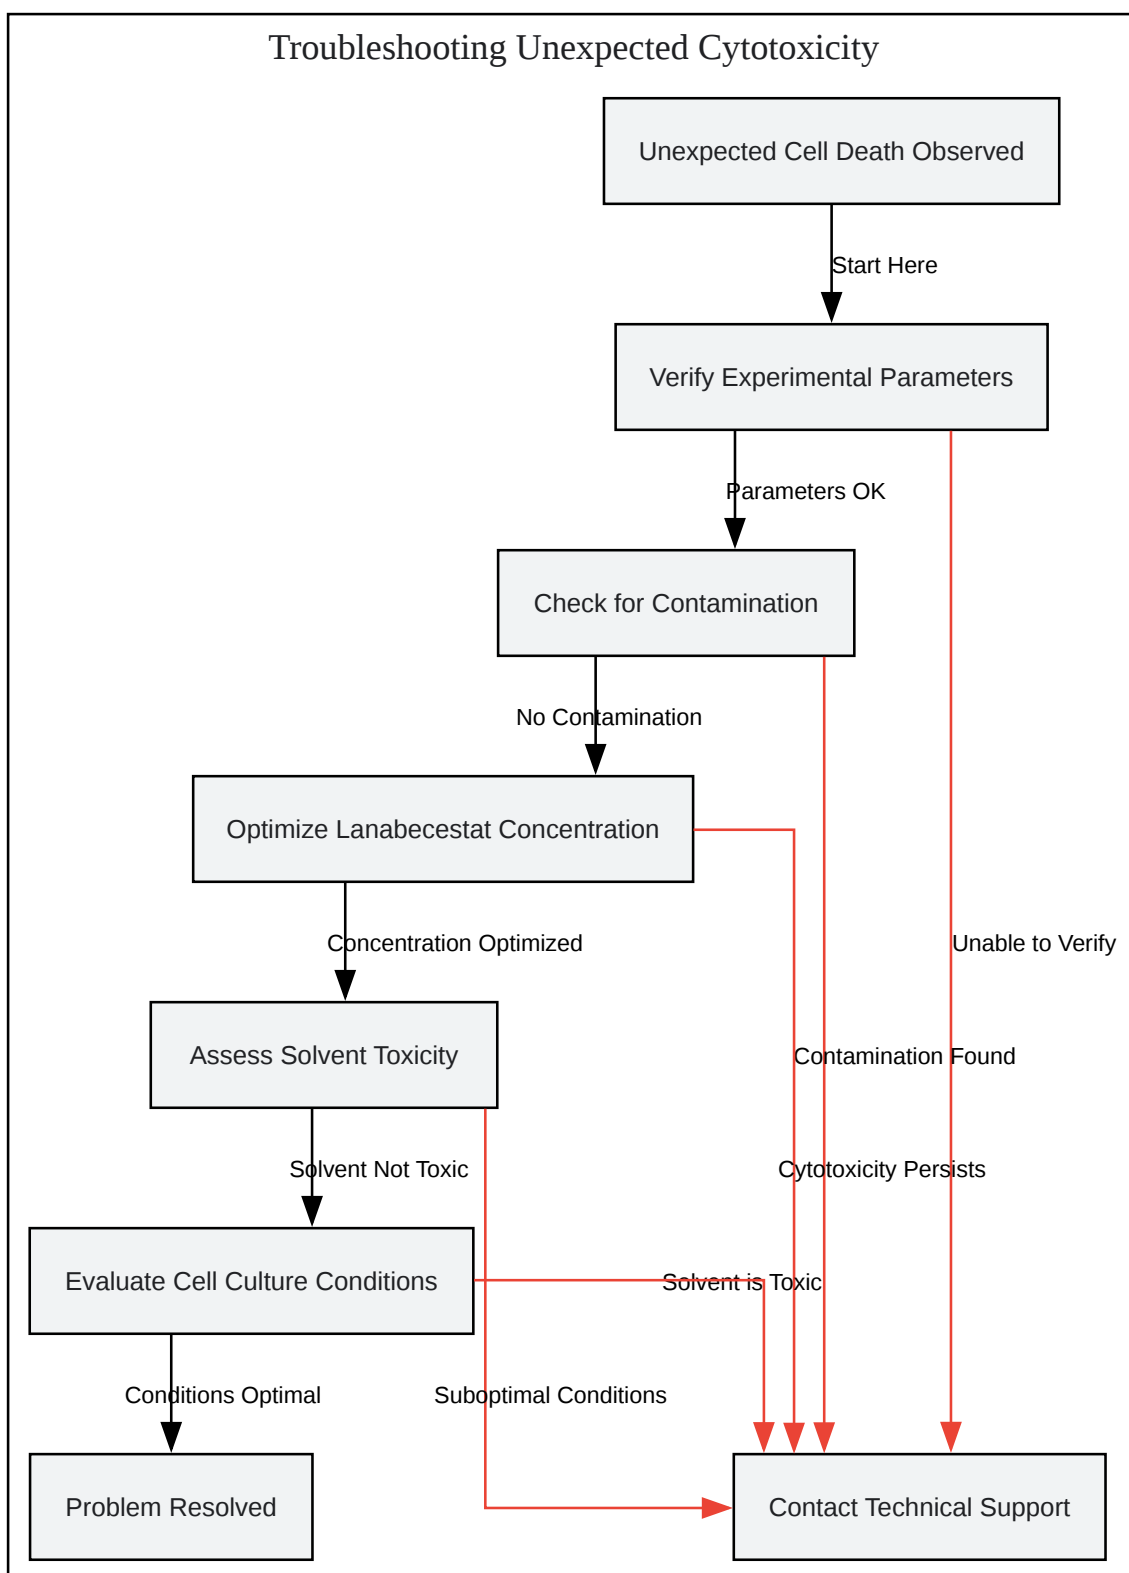 Troubleshooting Unexpected Cytotoxicity
Unexpected Cell Death Observed
Start Here
Verify Experimental Parameters
Parameters OK
Check for Contamination
No Contamination
Optimize Lanabecestat Concentration
Concentration Optimized
Unable to Verify
Assess Solvent Toxicity
Contamination Found
Solvent Not Toxic
Cytotoxicity Persists
Evaluate Cell Culture Conditions
Solvent is Toxic
Conditions Optimal
Suboptimal Conditions
Problem Resolved
Contact Technical Support